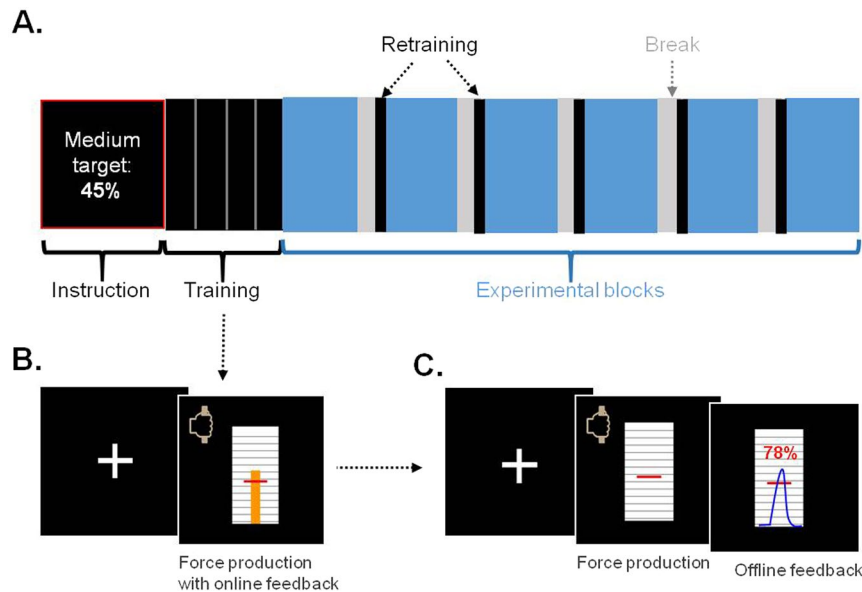 A.
Retraining
Break
Medium
target:
45%
Instruction
Training
Experimental blocks
B.
C.
78%
Force production
with online feedback
Force production
Offline feedback